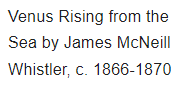 Venus Rising from the
Sea by James McNeill
Whistler, c. 1866-1870